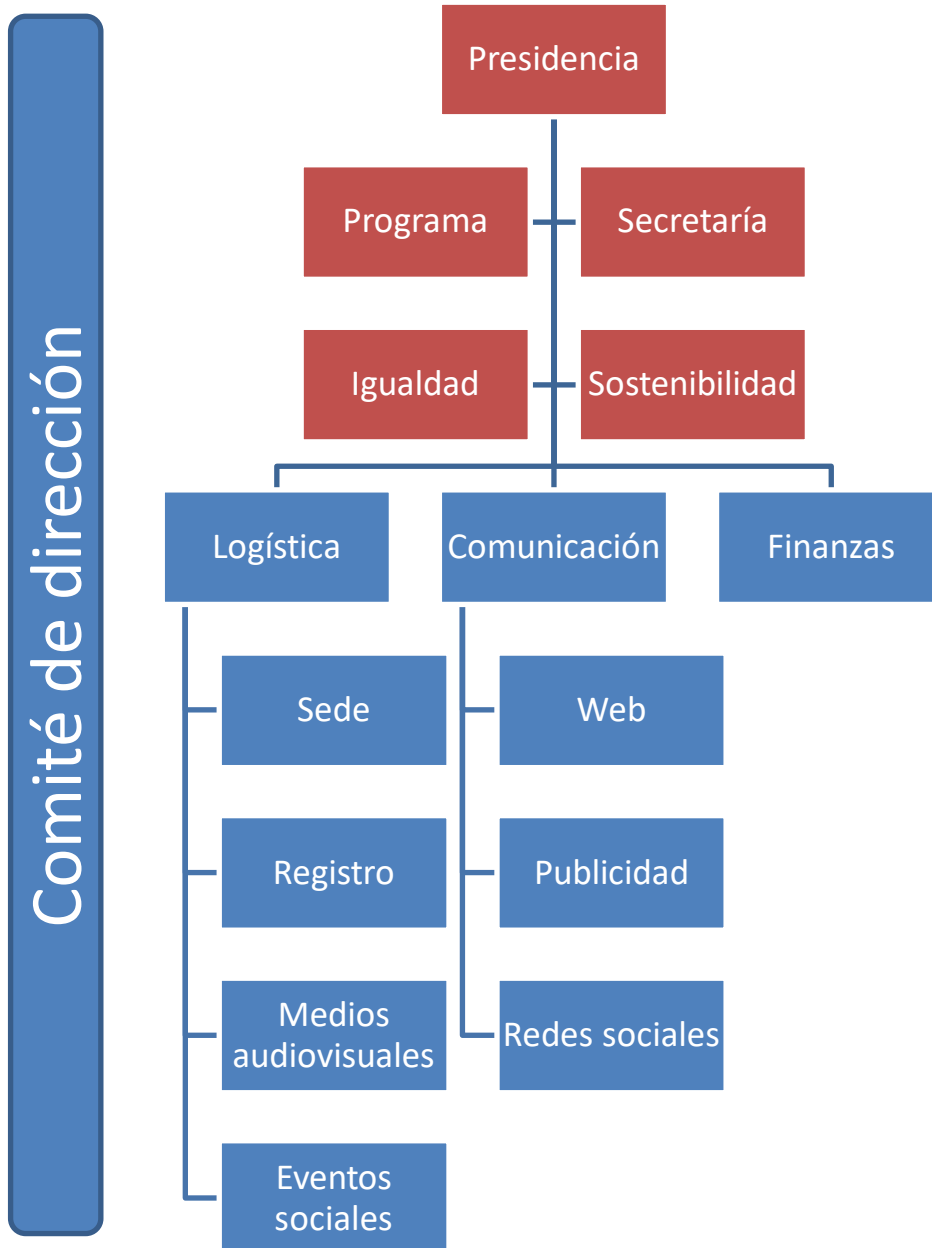 Comité de dirección
Presidencia
Programa
Secretaría
Igualdad
Sostenibilidad
Logística
Comunicación
Finanzas
Sede
Web
Registro
Publicidad
Medios
audiovisuales
Redes sociales
Eventos
sociales